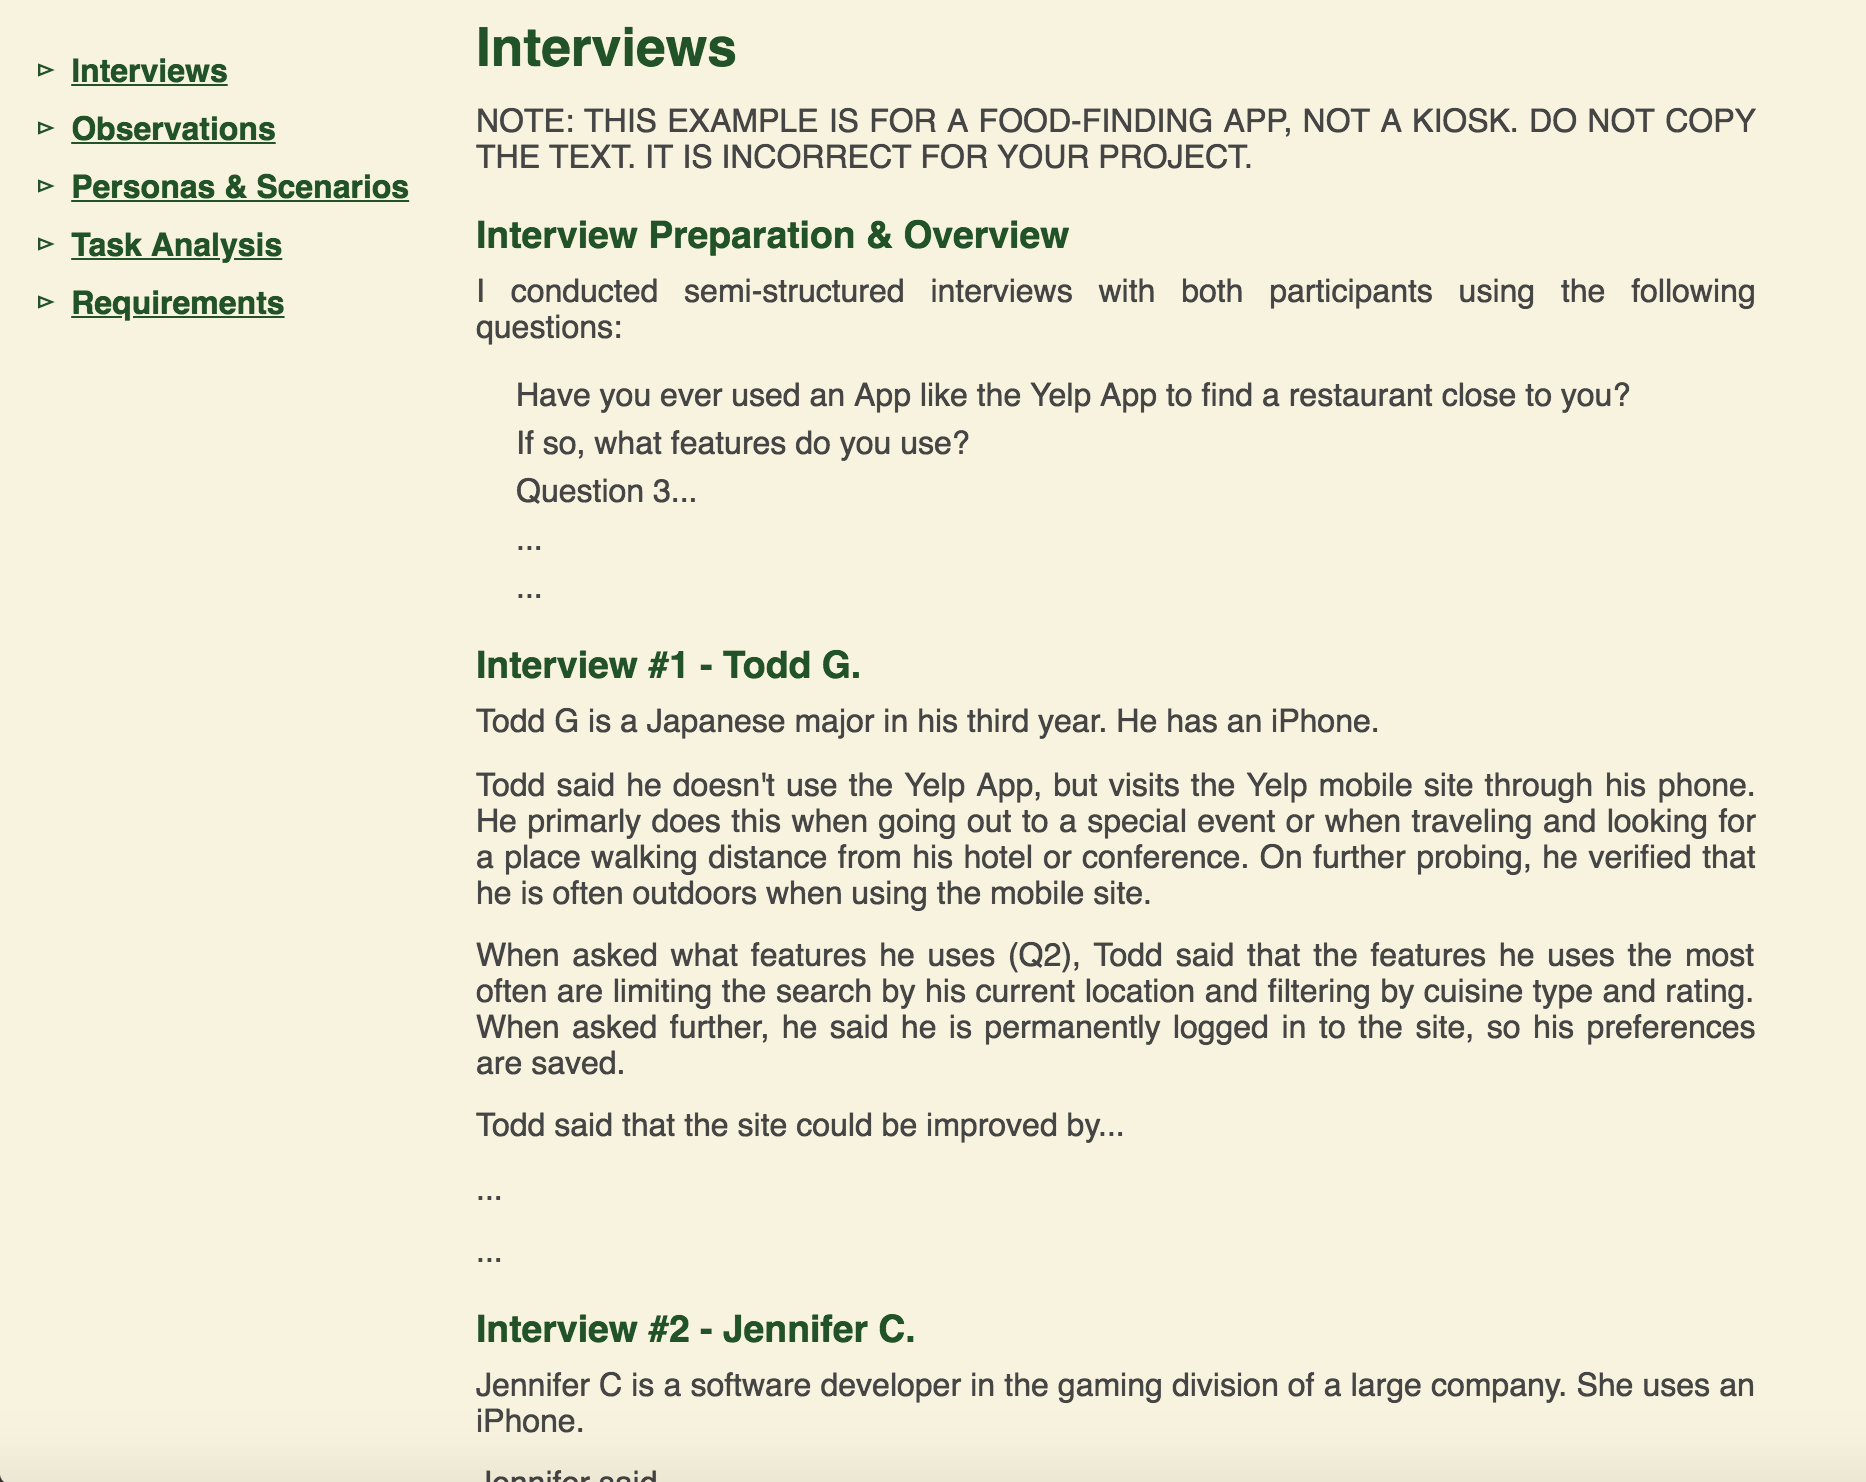 Interviews
Observations
Personas & Scenarios
Task Analysis
Requirements
Interviews
NOTE: THIS EXAMPLE IS FOR A FOOD-FINDING APP, NOT A KIOSK. DO NOT COPY
THE TEXT. IT IS INCORRECT FOR YOUR PROJECT.
Interview Preparation & Overview
I conducted semi-structured interviews with both participants using the following
questions:
Have you ever used an App like the Yelp App to find a restaurant close to you?
If so, what features do you use?
Question 3...
...
...
Interview #1 - Todd G.
Todd G is a Japanese major in his third year. He has an iPhone.
Todd said he doesn't use the Yelp App, but visits the Yelp mobile site through his phone.
He primarly does this when going out to a special event or when traveling and looking for
a place walking distance from his hotel or conference. On further probing, he verified that
he is often outdoors when using the mobile site.
When asked what features he uses (Q2), Todd said that the features he uses the most
often are limiting the search by his current location and filtering by cuisine type and rating.
When asked further, he said he is permanently logged in to the site, so his preferences
are saved.
Todd said that the site could be improved by...
...
...
Interview #2 - Jennifer C.
Jennifer C is a software developer in the gaming division of a large company. She uses an
iPhone.
Jennifer said